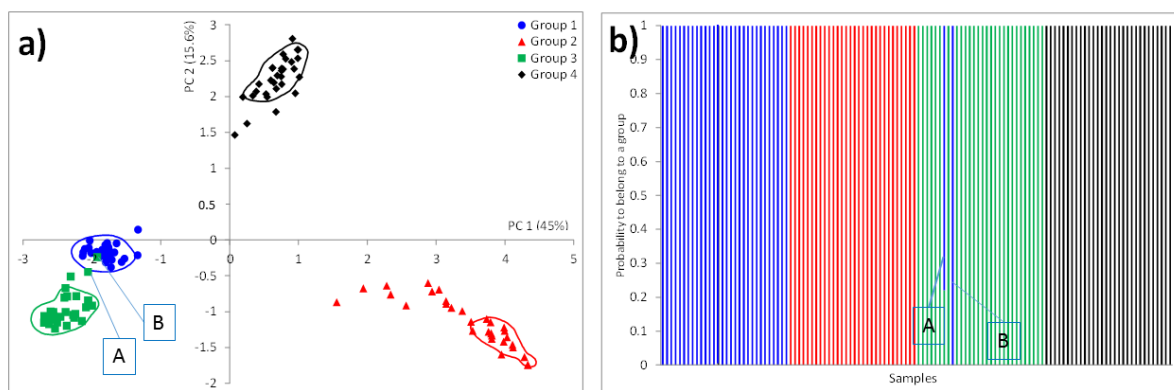 a)
PC 2 (15.6%)
3
2.5
2
1.5
1
0.5
0
-0.5
-1
-1.5
-2
-3
-2
-1
0
1
2
3
4
5
PC 1 (45%)
Group 1
Group 2
Group 3
Group 4
A
B
b)
Probability to belong to a group
1
0.9
0.8
0.7
0.6
0.5
0.4
0.3
0.2
0.1
0
A
B
Samples